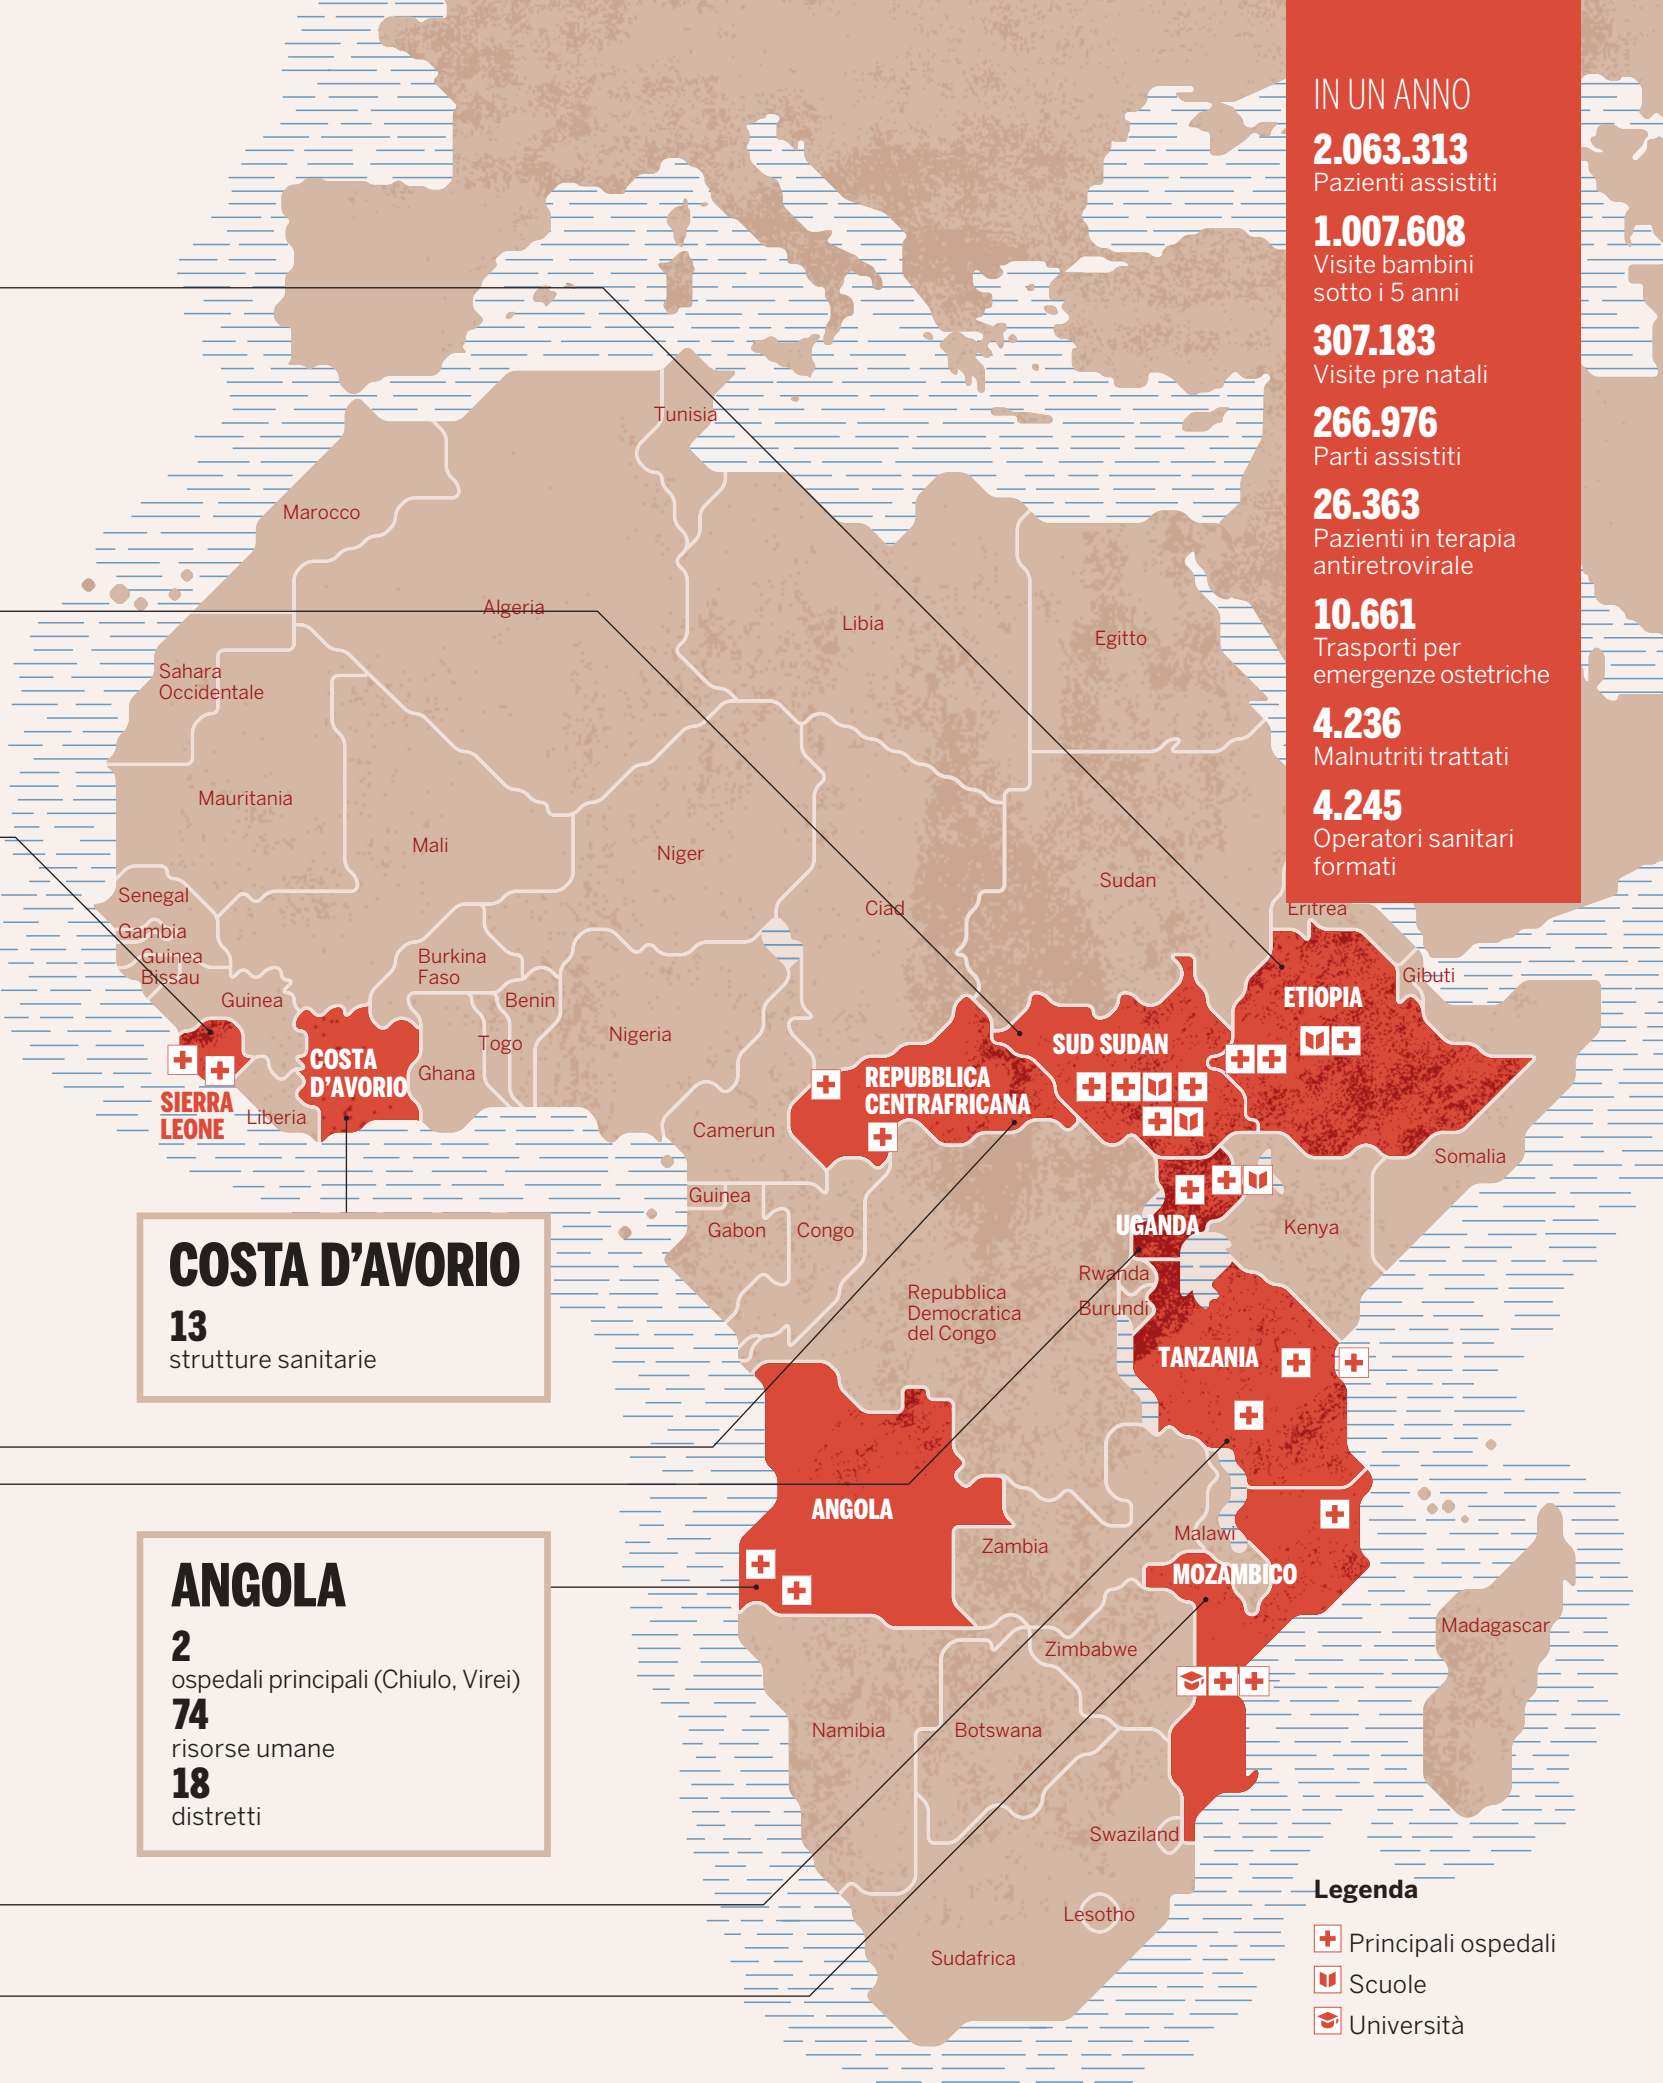 IN UN ANNO
2.063.313
Pazienti assistiti
1.007.608
Visite bambini
sotto i 5 anni
307.183
Visite pre natali
266.976
Parti assistiti
26.363
Pazienti in terapia
antiretrovirale
10.661
Trasporti per
emergenze ostetriche
4.236
Malnutriti trattati
4.245
Operatori sanitari
formati
Tunisia
Marocco
Algeria
Libia
Egitto
Sahara
Occidentale
Mauritania
Mali
Niger
Ciad
Sudan
Eritrea
Senegal
Gambia
Guinea
Bissau
Guinea
Burkina
Faso
Benin
Togo
Ghana
Nigeria
Gibuti
ETIOPIA
SUD SUDAN
COSTA
D'AVORIO
SIERRA
LEONE
Liberia
REPUBBLICA
CENTRAFRICANA
Camerun
Somalia
Guinea
Gabon
Congo
UGANDA
Kenya
Rwanda
Burundi
Repubblica
Democratica
del Congo
TANZANIA
COSTA D'AVORIO
13
strutture sanitarie
ANGOLA
Zambia
Malawi
MOZAMBICO
Madagascar
Zimbabwe
Namibia
Botswana
Swaziland
Lesotho
Sudafrica
ANGOLA
2
ospedali principali (Chiulo, Virei)
74
risorse umane
18
distretti
Legenda
Principali ospedali
Scuole
Università